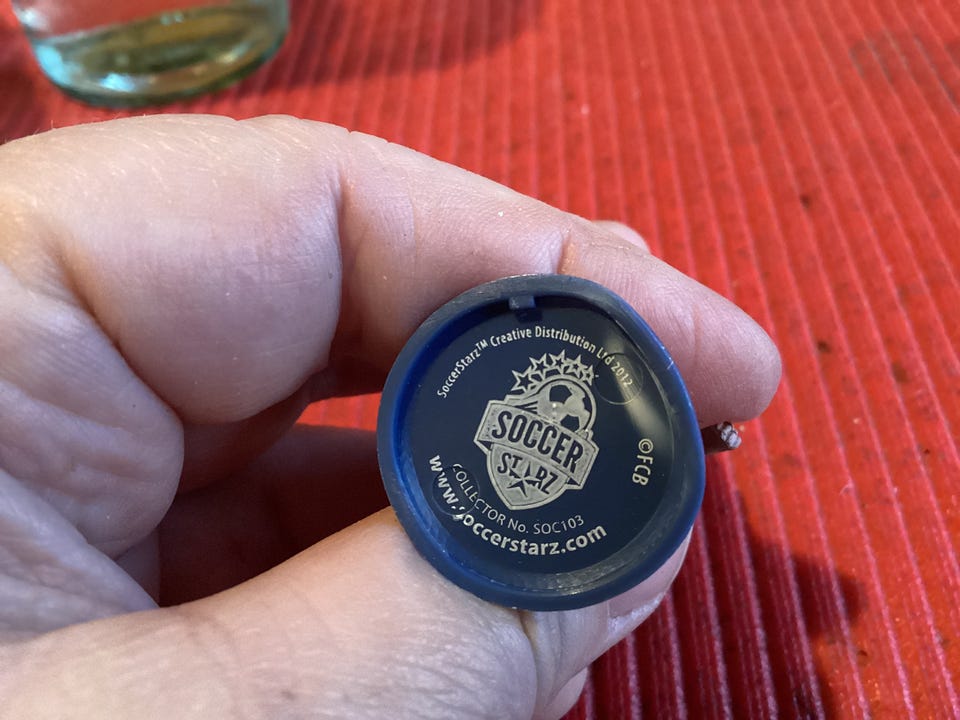 SoccerStarz™ Creative Distribution Ltd 2012
SOCCER
STARZ
©FCB
COLLECTOR No. SOC103
www.soccerstarz.com